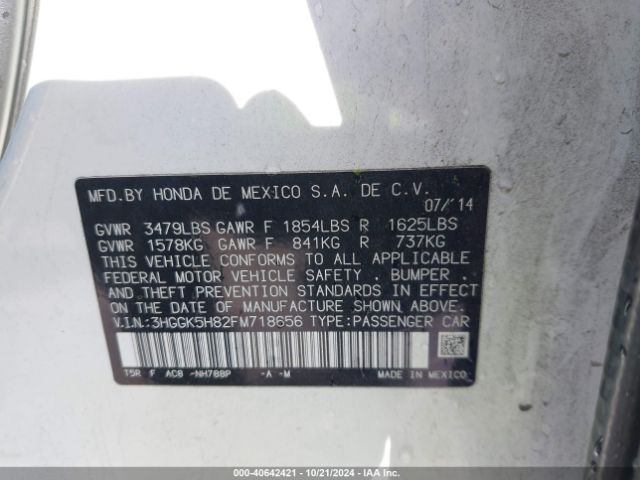 MFD.BY HONDA DE MEXICO S.A. DE C.V.
07/'14
GVWR 3479LBS GAWR F 1854LBS R 1625LBS
GVWR 1578KG GAWR F 841KG R 737KG
THIS VEHICLE CONFORMS TO ALL APPLICABLE
FEDERAL MOTOR VEHICLE SAFETY . BUMPER .
AND THEFT PREVENTION STANDARDS IN EFFECT
ON THE DATE OF MANUFACTURE SHOWN ABOVE.
V.I.N.:3HGGK5H82FM718656 TYPE:PASSENGER CAR
T5R F AC8 -NH788P -A -M MADE IN MEXICO
000-40642421 | 10/21/2024 | IAA Inc.